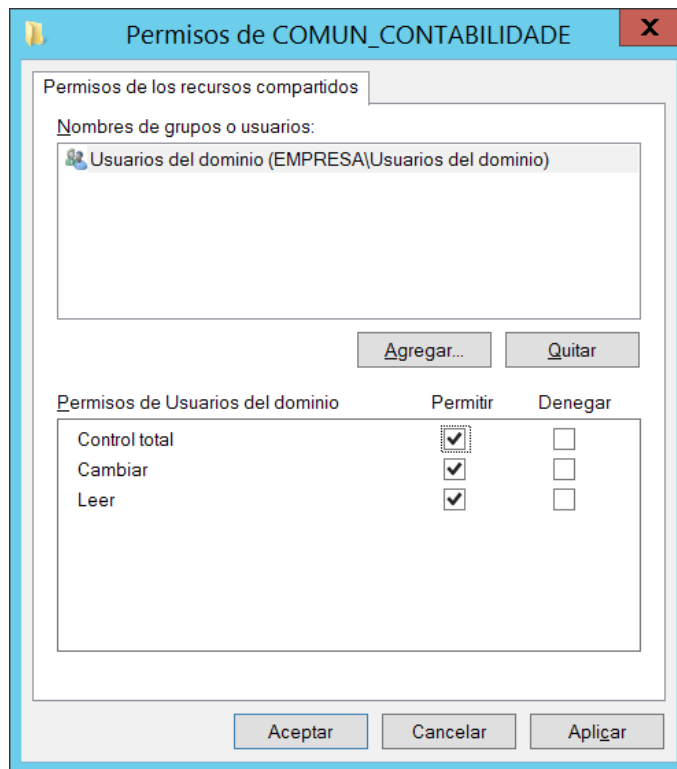 Permisos de COMUN_CONTABILIDADE
X
Permisos de los recursos compartidos
Nombres de grupos o usuarios:
Usuarios del dominio (EMPRESA\Usuarios del dominio)
Agregar... Quitar
Permisos de Usuarios del dominio Permitir Denegar
Control total
Cambiar
Leer
Aceptar Cancelar Aplicar